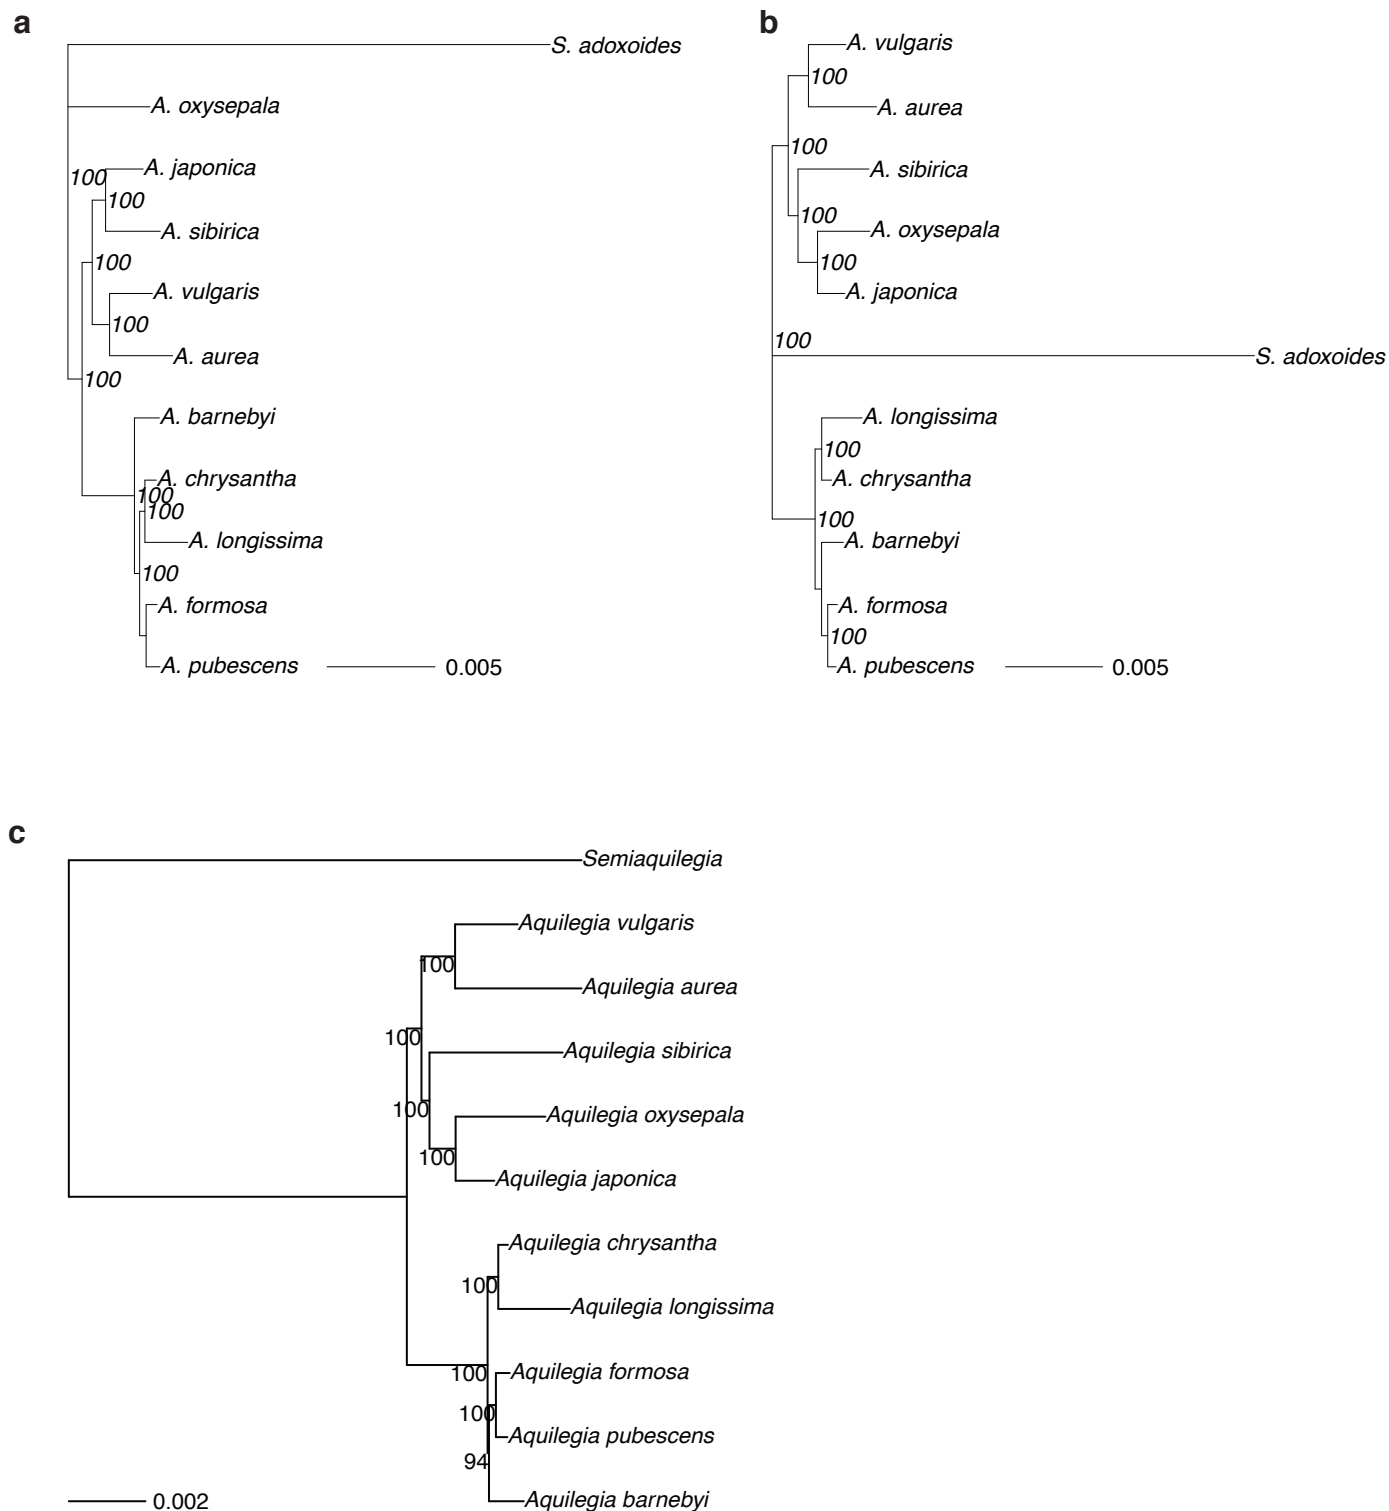 a
S. adoxoides
A. oxysepala
A. japonica
100
100
A. sibirica
100
A. vulgaris
100
A. aurea
100
A. barnebyi
A. chrysantha
100
100
A. longissima
100
A. formosa
A. pubescens
0.005
b
A. vulgaris
100
A. aurea
100
A. sibirica
100
A. oxysepala
100
A. japonica
100
S. adoxoides
A. longissima
100
A. chrysantha
100
A. barnebyi
A. formosa
100
A. pubescens
0.005
c
Semiaquilegia
Aquilegia vulgaris
100
Aquilegia aurea
100
Aquilegia sibirica
100
Aquilegia oxysepala
100
Aquilegia japonica
Aquilegia chrysantha
100
Aquilegia longissima
100
Aquilegia formosa
100
Aquilegia pubescens
94
Aquilegia barnebyi
0.002